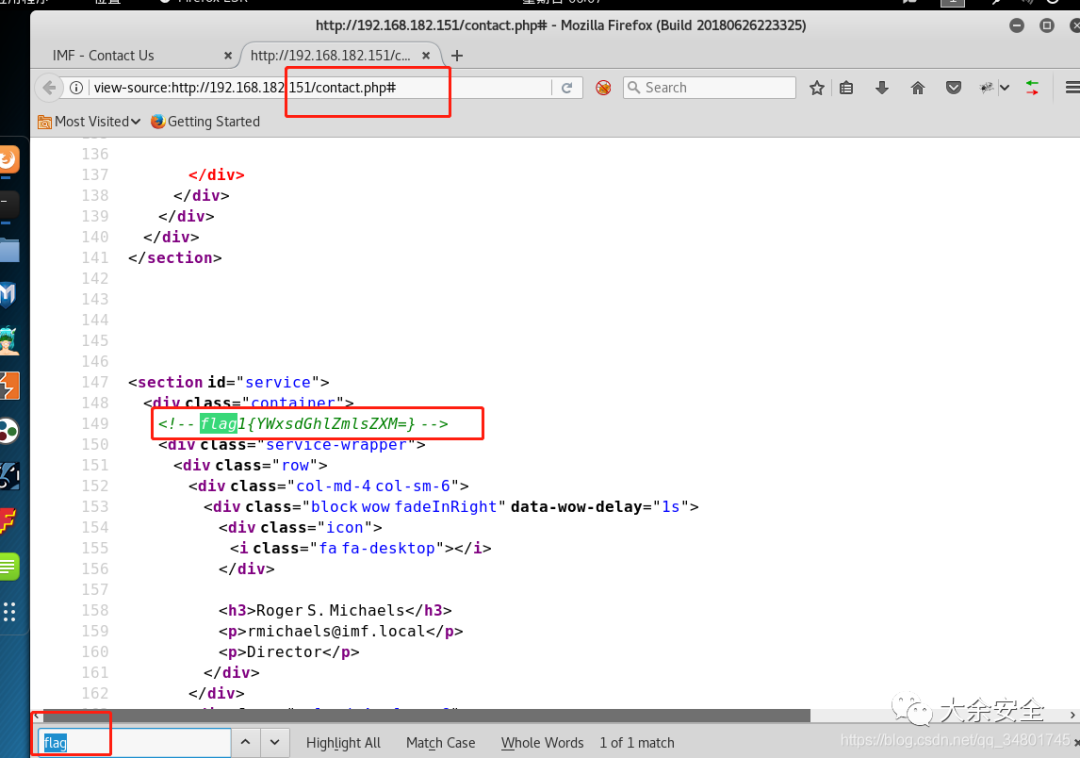 http://192.168.182.151/contact.php# - Mozilla Firefox (Build 20180626223325)
IMF - Contact Us × http://192.168.182.151/c... × +
view-source:http://192.168.182.151/contact.php# Search
Most Visited Getting Started
136
137 </div>
138 </div>
139 </div>
140 </div>
141 </section>
142
143
144
145
146
147 <section id="service">
148 <div class="container">
149 <!-- flag1{YWxsdGhlZmlsZXM=} -->
150 <div class="service-wrapper">
151 <div class="row">
152 <div class="col-md-4 col-sm-6">
153 <div class="block wow fadeInRight" data-wow-delay="1s">
154 <div class="icon">
155 <i class="fa fa-desktop"></i>
156 </div>
157
158 <h3>Roger S. Michaels</h3>
159 <p>rmichaels@imf.local</p>
160 <p>Director</p>
161 </div>
162 </div>
大余安全
flag Highlight All Match Case Whole Words 1 of 1 match
https://blog.csdn.net/qq_34801745